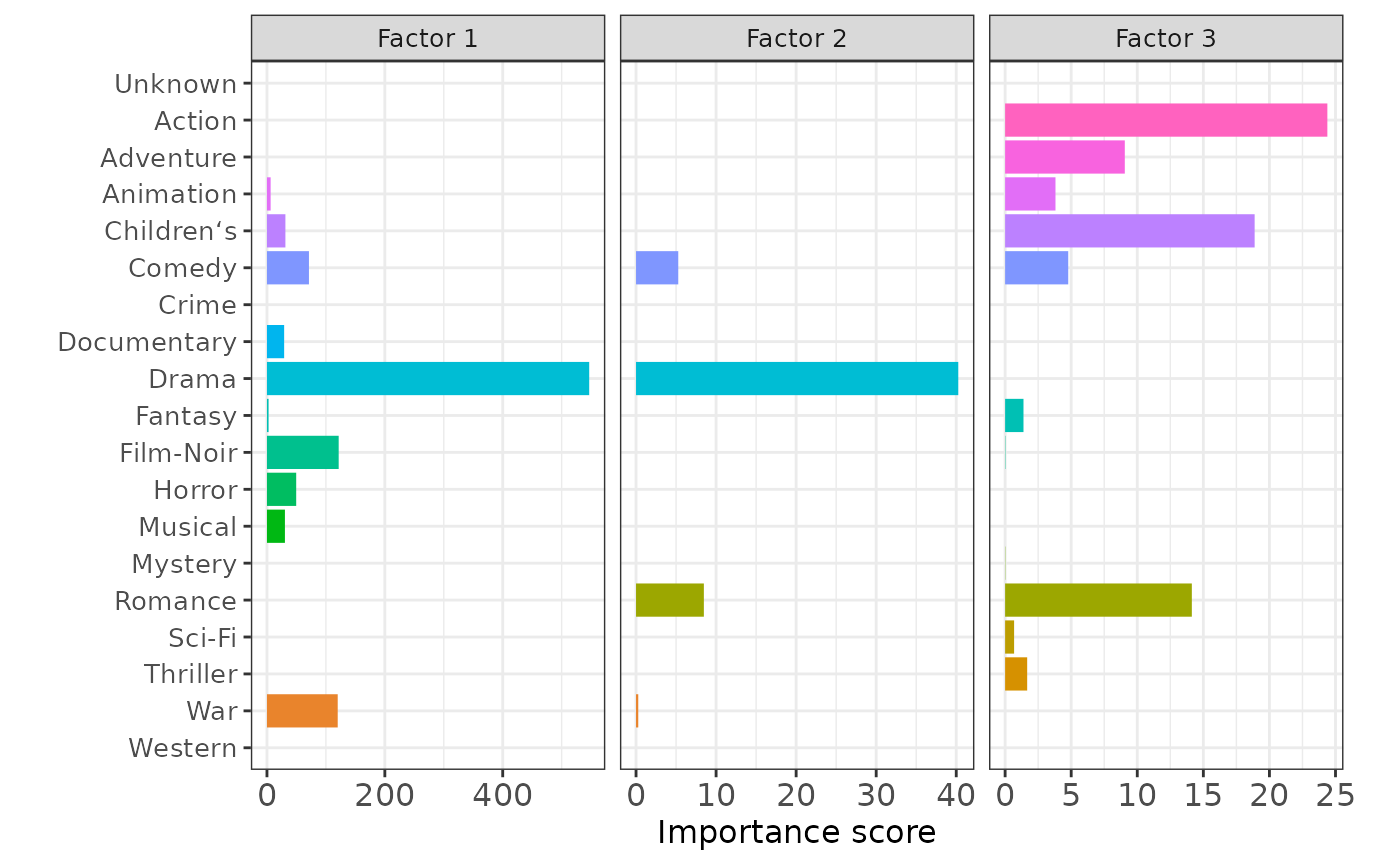 Factor 1 Factor 2 Factor 3
Unknown
Action
Adventure
Animation
Children‘s
Comedy
Crime
Documentary
Drama
Fantasy
Film-Noir
Horror
Musical
Mystery
Romance
Sci-Fi
Thriller
War
Western
0 200 400 0 10 20 30 40 0 5 10 15 20 25
Importance score